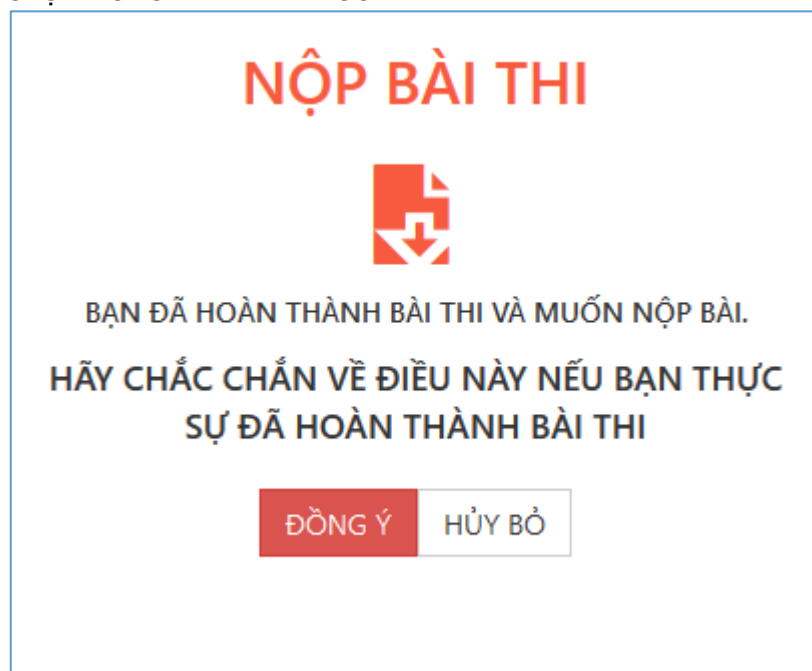 NỘP BÀI THI
BẠN ĐÃ HOÀN THÀNH BÀI THI VÀ MUỐN NỘP BÀI.
HÃY CHẮC CHẮN VỀ ĐIỀU NÀY NẾU BẠN THỰC
SỰ ĐÃ HOÀN THÀNH BÀI THI
ĐỒNG Ý HỦY BỎ